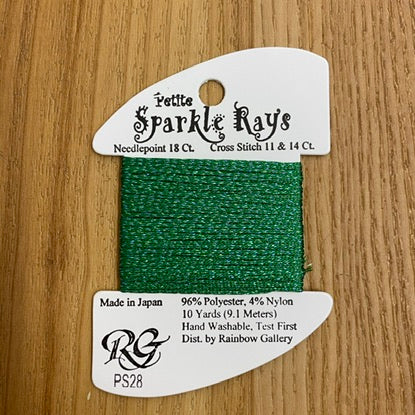 Petite
Sparkle Rays
Needlepoint 18 Ct. Cross Stitch 11 & 14 Ct.
Made in Japan
96% Polyester, 4% Nylon
10 Yards (9.1 Meters)
Hand Washable, Test First
Dist. by Rainbow Gallery
RG
PS28